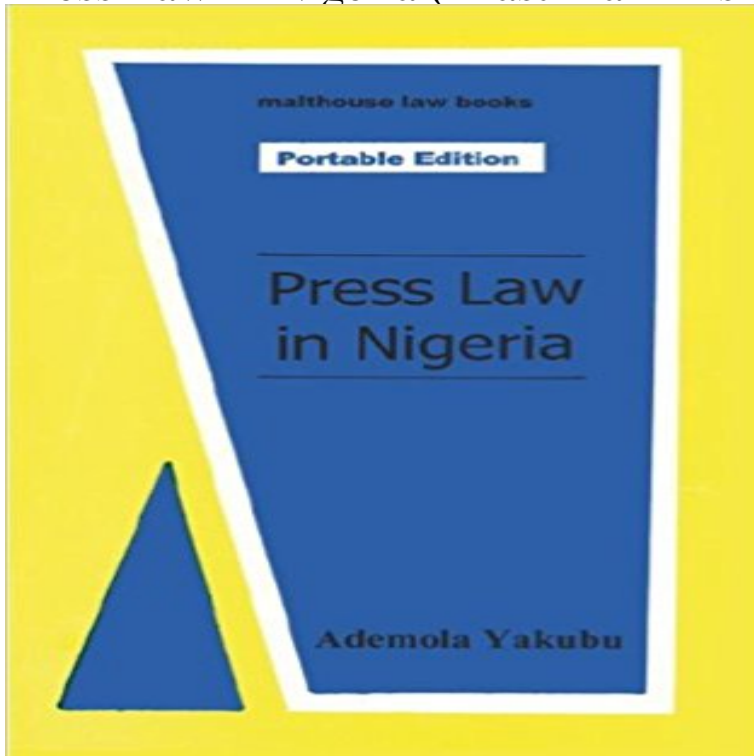 malthouse law books
Portable Edition
Press Law
in Nigeria
Ademola Yakubu